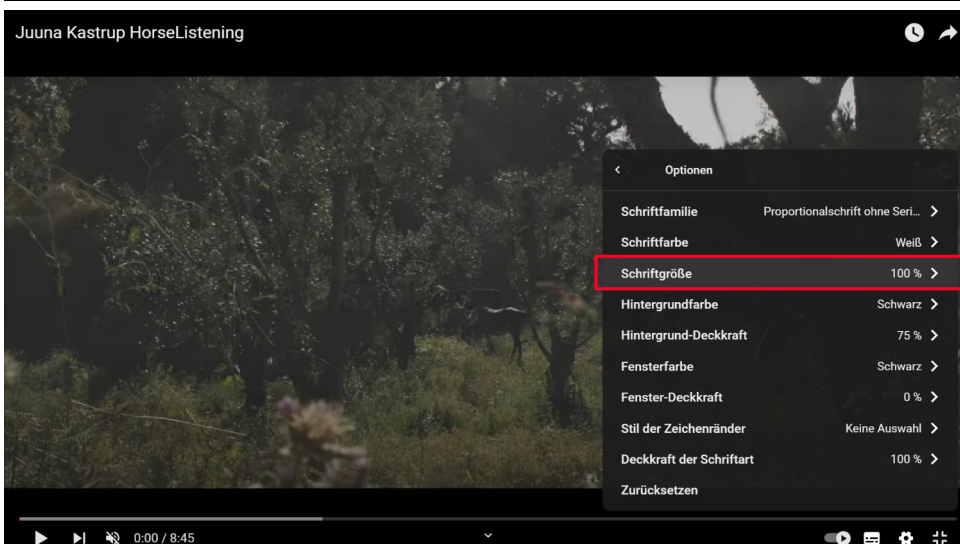 Juuna Kastrup HorseListening
Optionen
Schriftfamilie Proportionalschrift ohne Seri...
Schriftfarbe Weiß
Schriftgröße 100 %
Hintergrundfarbe Schwarz
Hintergrund-Deckkraft 75 %
Fensterfarbe Schwarz
Fenster-Deckkraft 0 %
Stil der Zeichenränder Keine Auswahl
Deckkraft der Schriftart 100 %
Zurücksetzen
0:00 / 8:45